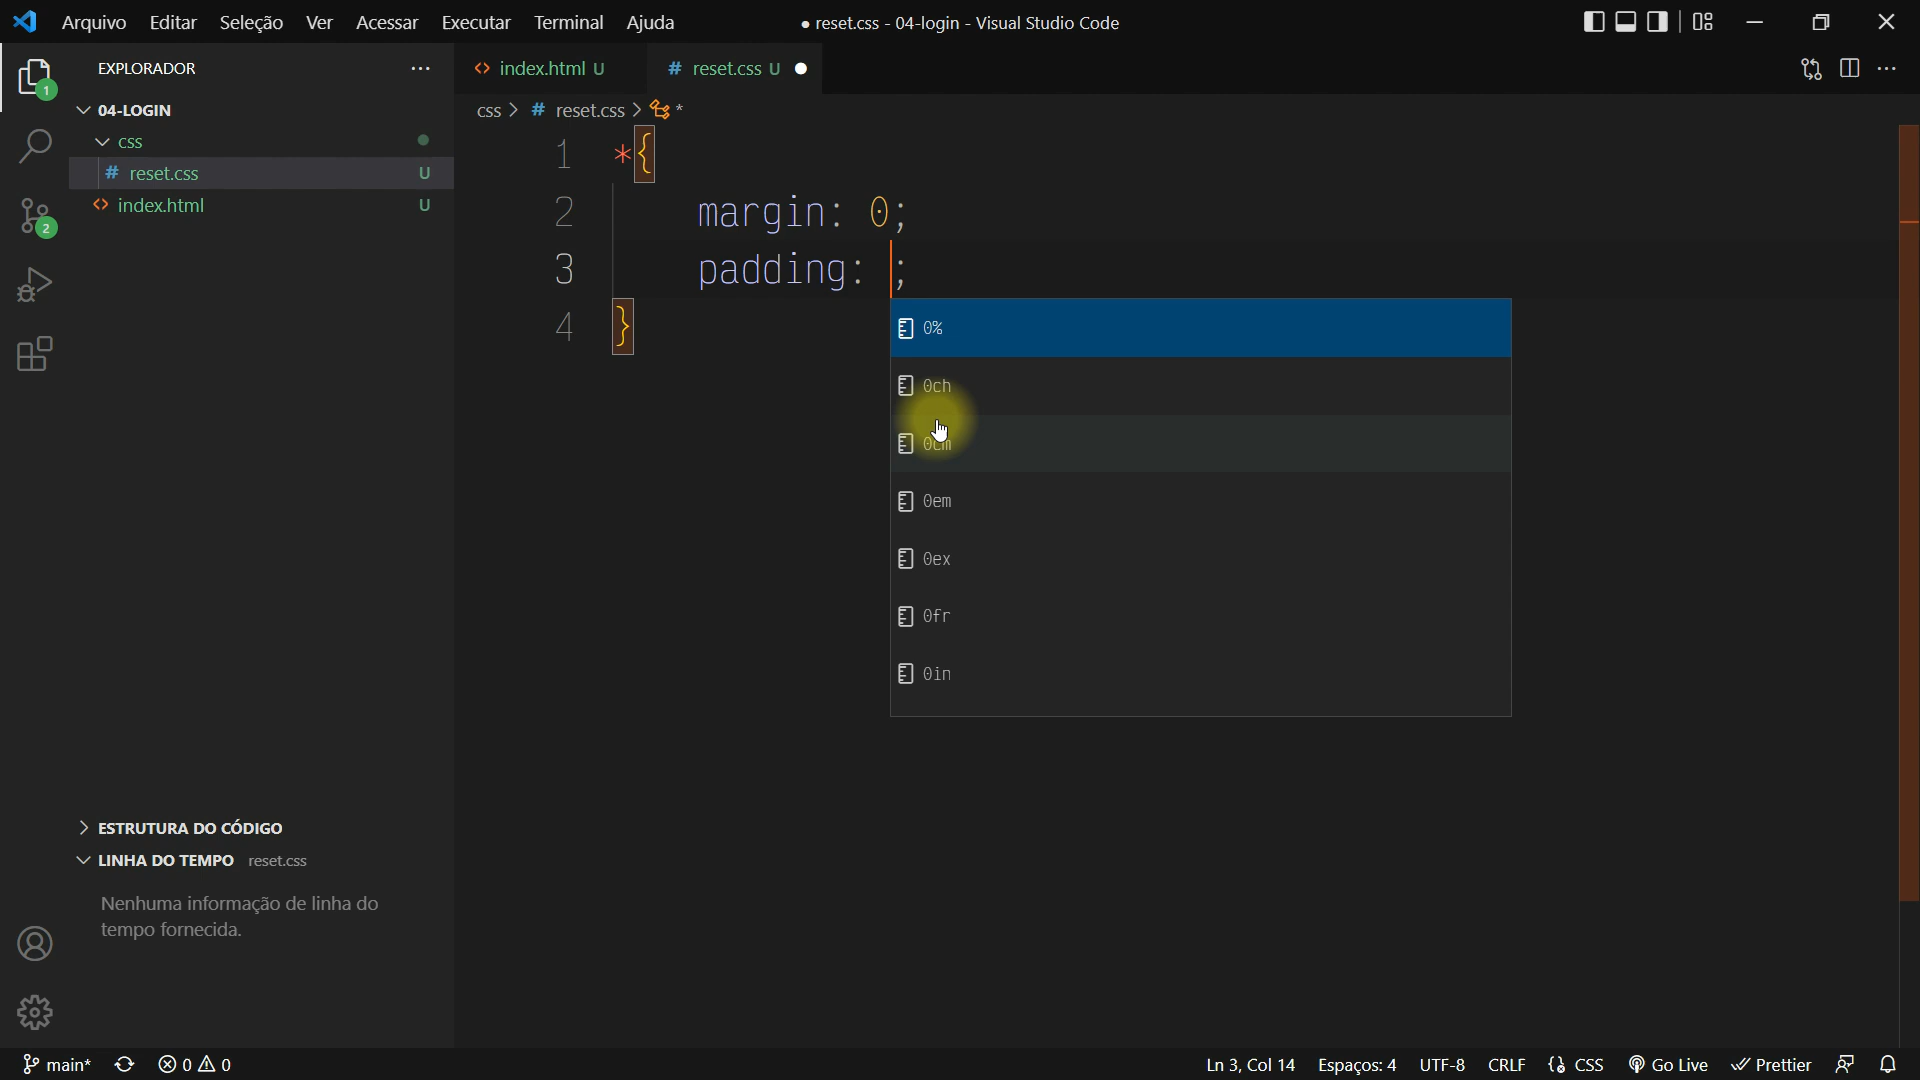 Arquivo Editar Seleção Ver Acessar Executar Terminal Ajuda
● reset.css - 04-login - Visual Studio Code
EXPLORADOR ···
index.html U
# reset.css U ●
css > # reset.css > *
04-LOGIN
css
# reset.css U
<> index.html U
1 *{
2 margin: 0;
3 padding: ;
4 }
0%
0ch
0cm
0em
0ex
0fr
0in
1
2
ESTRUTURA DO CÓDIGO
LINHA DO TEMPO reset.css
Nenhuma informação de linha do
tempo fornecida.
main* 0 0 Ln 3, Col 14 Espaços: 4 UTF-8 CRLF {} CSS Go Live Prettier